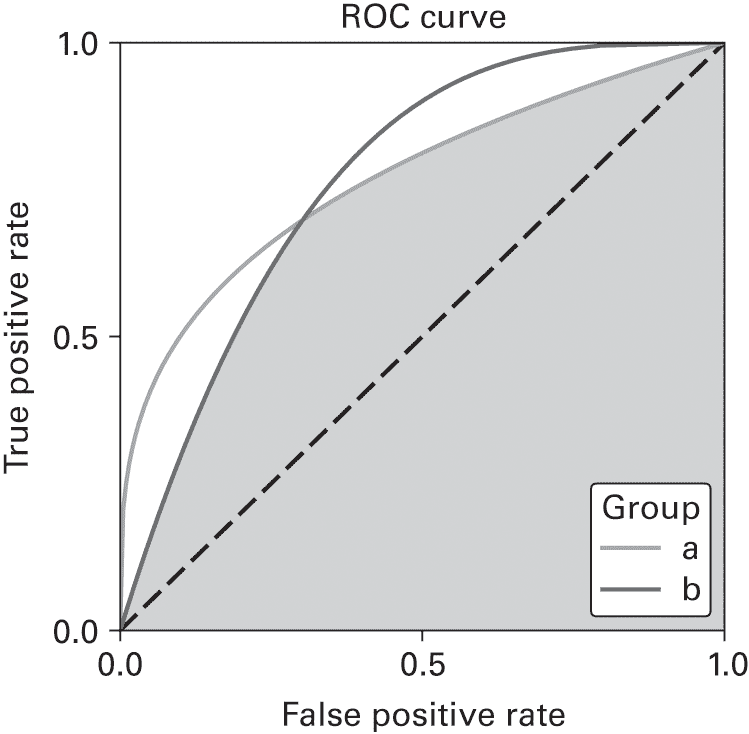 ROC curve
True positive rate
1.0
0.5
0.0
0.0
0.5
1.0
False positive rate
Group
a
b